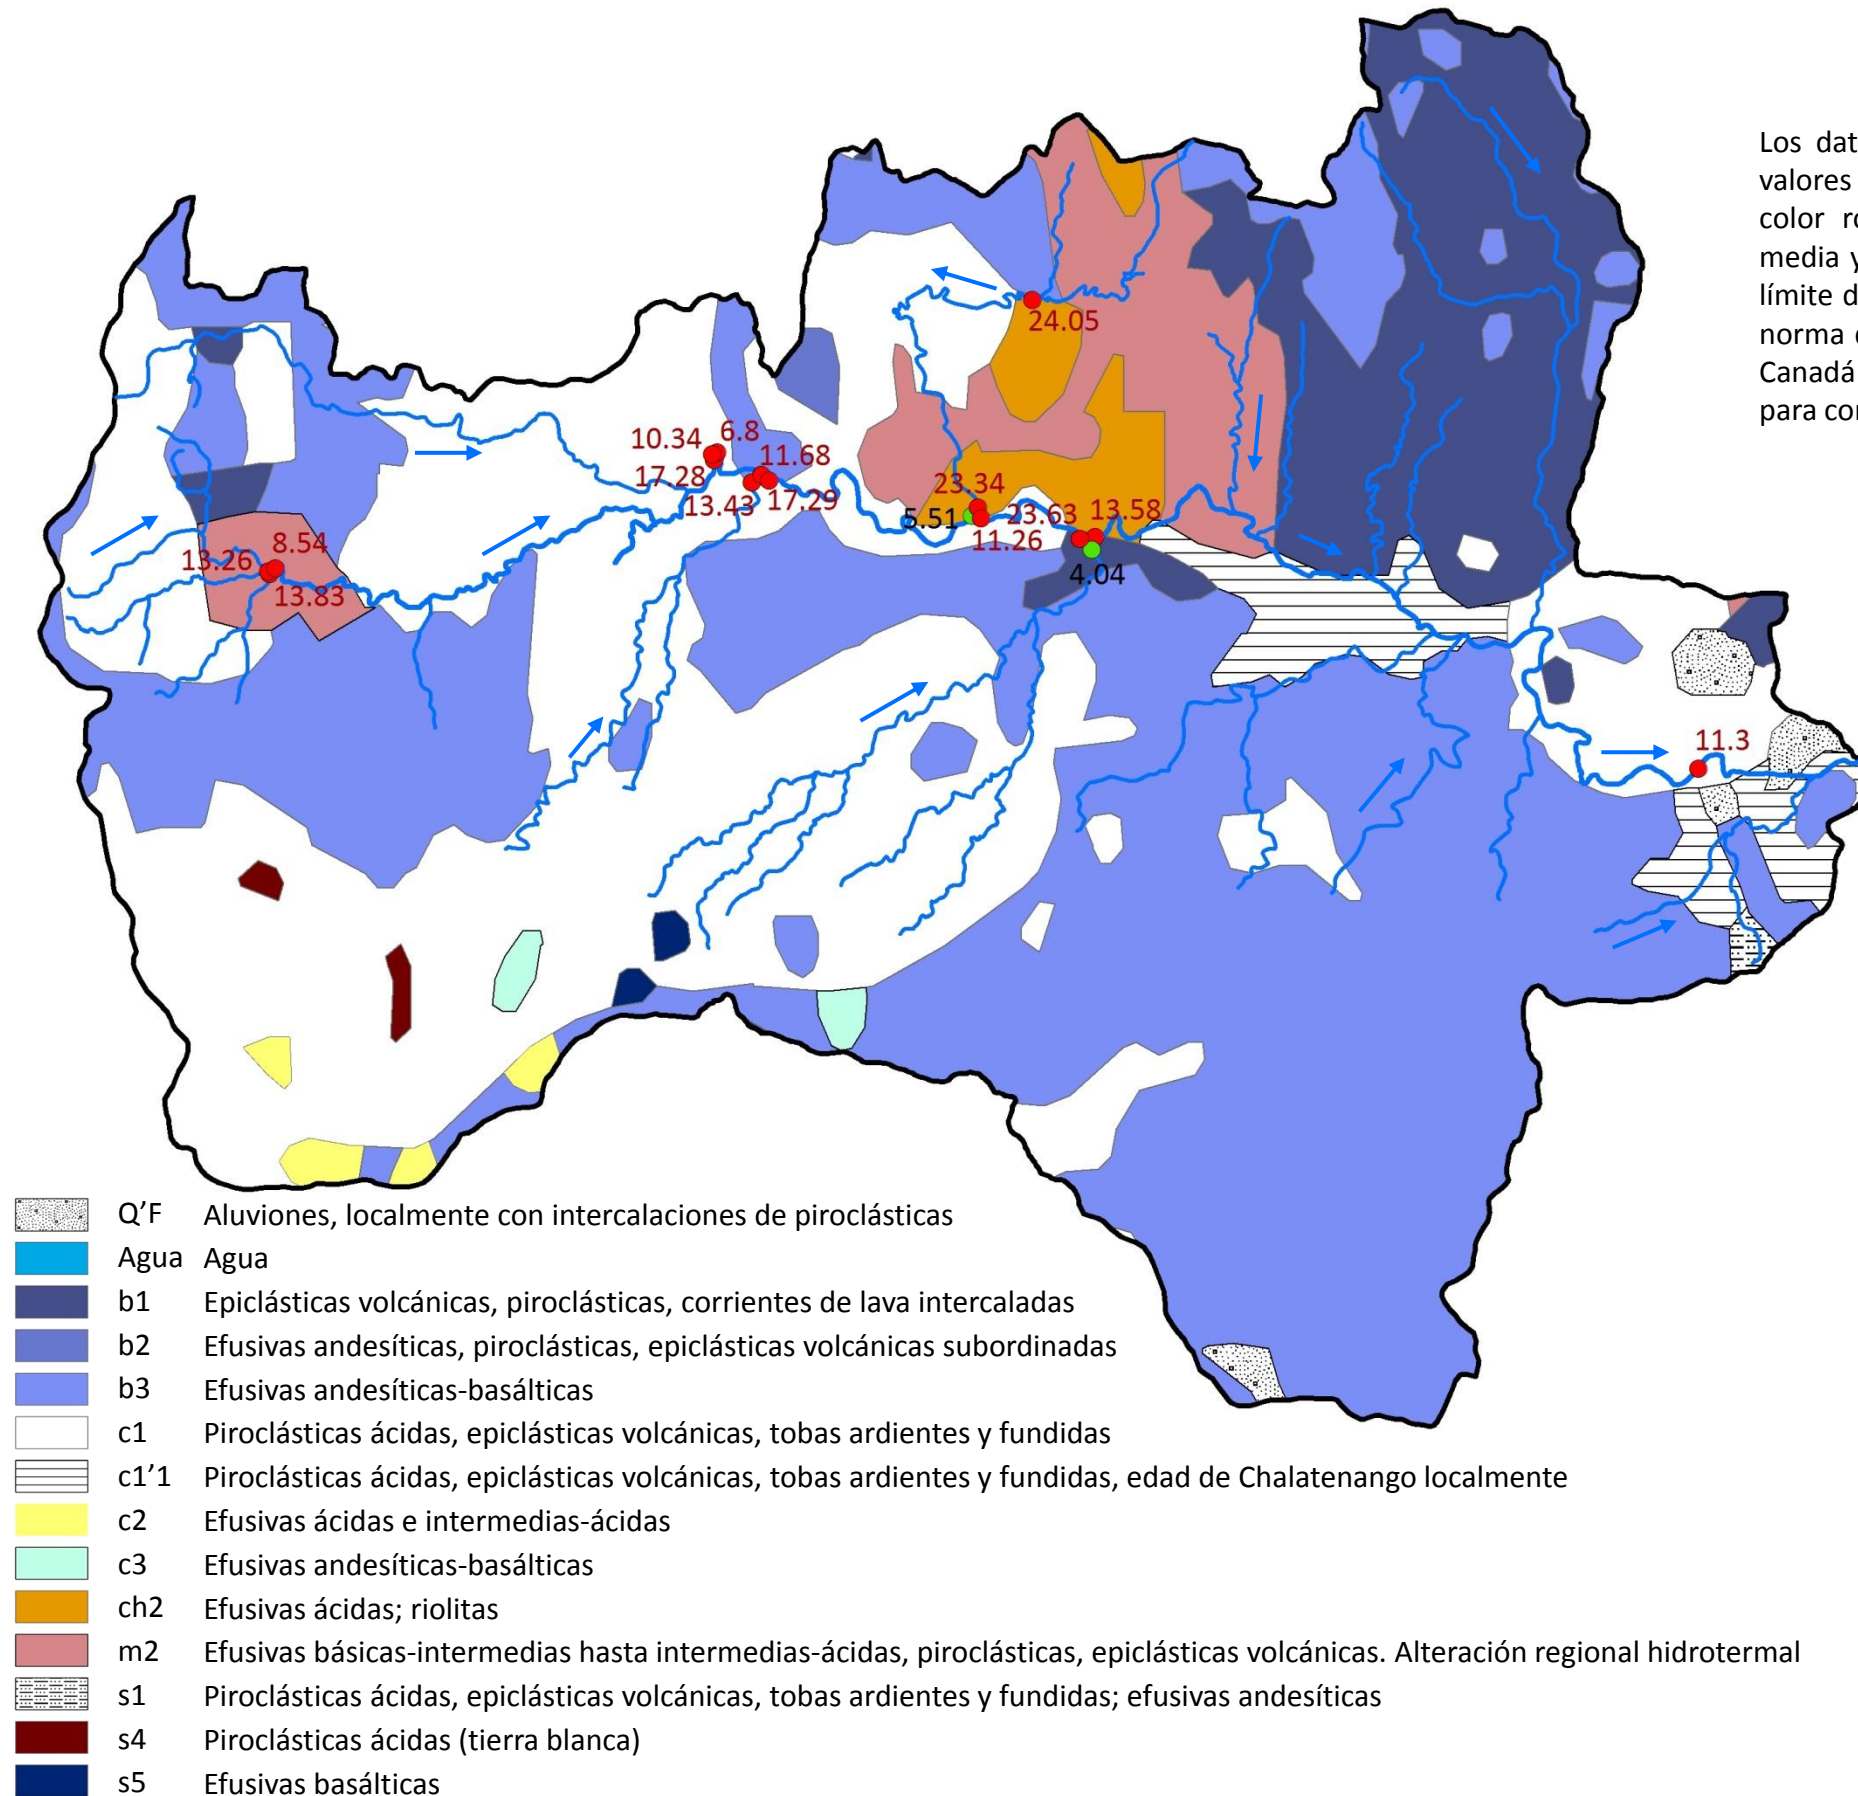 Los dat
valores
color ro
media y
límite d
norma
Canadá
para co
24.05
10.34
6.8
17.28
11.68
13.43
17.29
23.34
5.51
23.63
13.58
11.26
4.04
13.26
8.54
13.83
11.3
Q'F Aluviones, localmente con intercalaciones de piroclásticas
Agua Agua
b1 Epiclásticas volcánicas, piroclásticas, corrientes de lava intercaladas
b2 Efusivas andesíticas, piroclásticas, epiclásticas volcánicas subordinadas
b3 Efusivas andesíticas-basálticas
c1 Piroclásticas ácidas, epiclásticas volcánicas, tobas ardientes y fundidas
c1'1 Piroclásticas ácidas, epiclásticas volcánicas, tobas ardientes y fundidas, edad de Chalatenango localmente
c2 Efusivas ácidas e intermedias-ácidas
c3 Efusivas andesíticas-basálticas
ch2 Efusivas ácidas; riolitas
m2 Efusivas básicas-intermedias hasta intermedias-ácidas, piroclásticas, epiclásticas volcánicas. Alteración regional hidrotermal
s1 Piroclásticas ácidas, epiclásticas volcánicas, tobas ardientes y fundidas; efusivas andesíticas
s4 Piroclásticas ácidas (tierra blanca)
s5 Efusivas basálticas